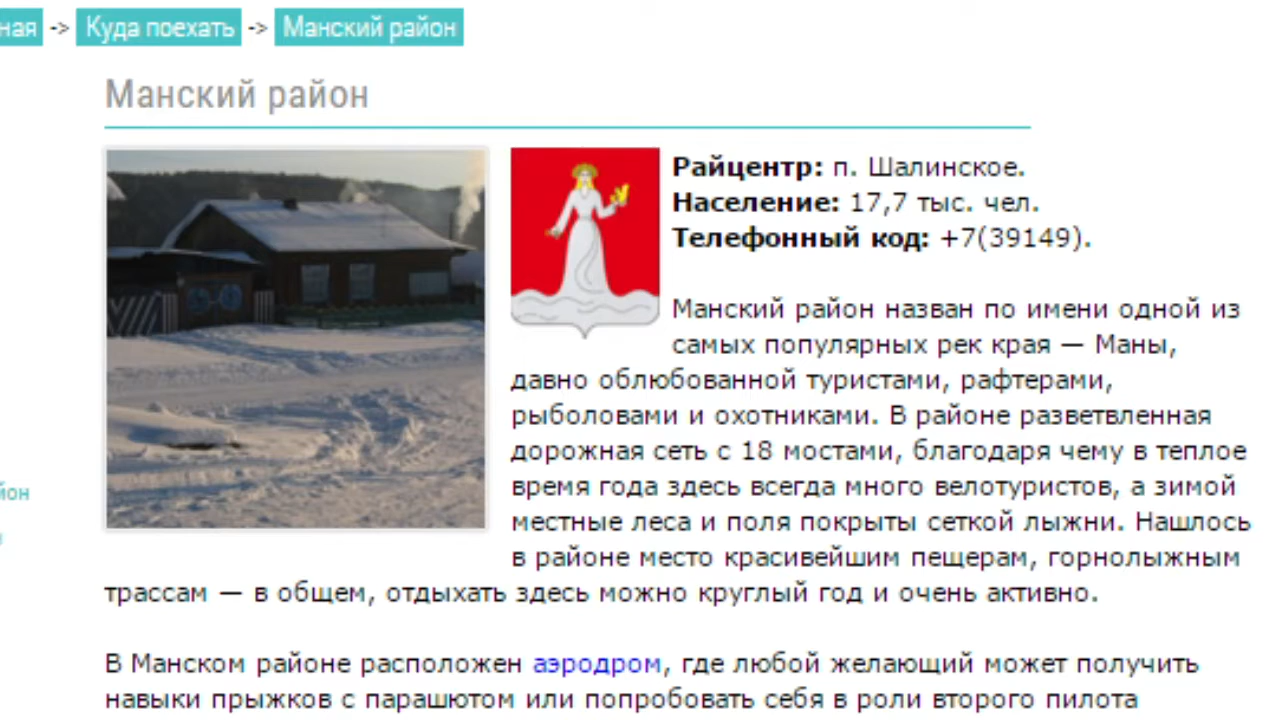 ная -> Куда поехать -> Манский район
Манский район
Райцентр: п. Шалинское.
Население: 17,7 тыс. чел.
Телефонный код: +7(39149).
Манский район назван по имени одной из
самых популярных рек края — Маны,
давно облюбованной туристами, рафтерами,
рыболовами и охотниками. В районе разветвленная
дорожная сеть с 18 мостами, благодаря чему в теплое
время года здесь всегда много велотуристов, а зимой
местные леса и поля покрыты сеткой лыжни. Нашлось
в районе место красивейшим пещерам, горнолыжным
трассам — в общем, отдыхать здесь можно круглый год и очень активно.
йон
В Манском районе расположен аэродром, где любой желающий может получить
навыки прыжков с парашютом или попробовать себя в роли второго пилота